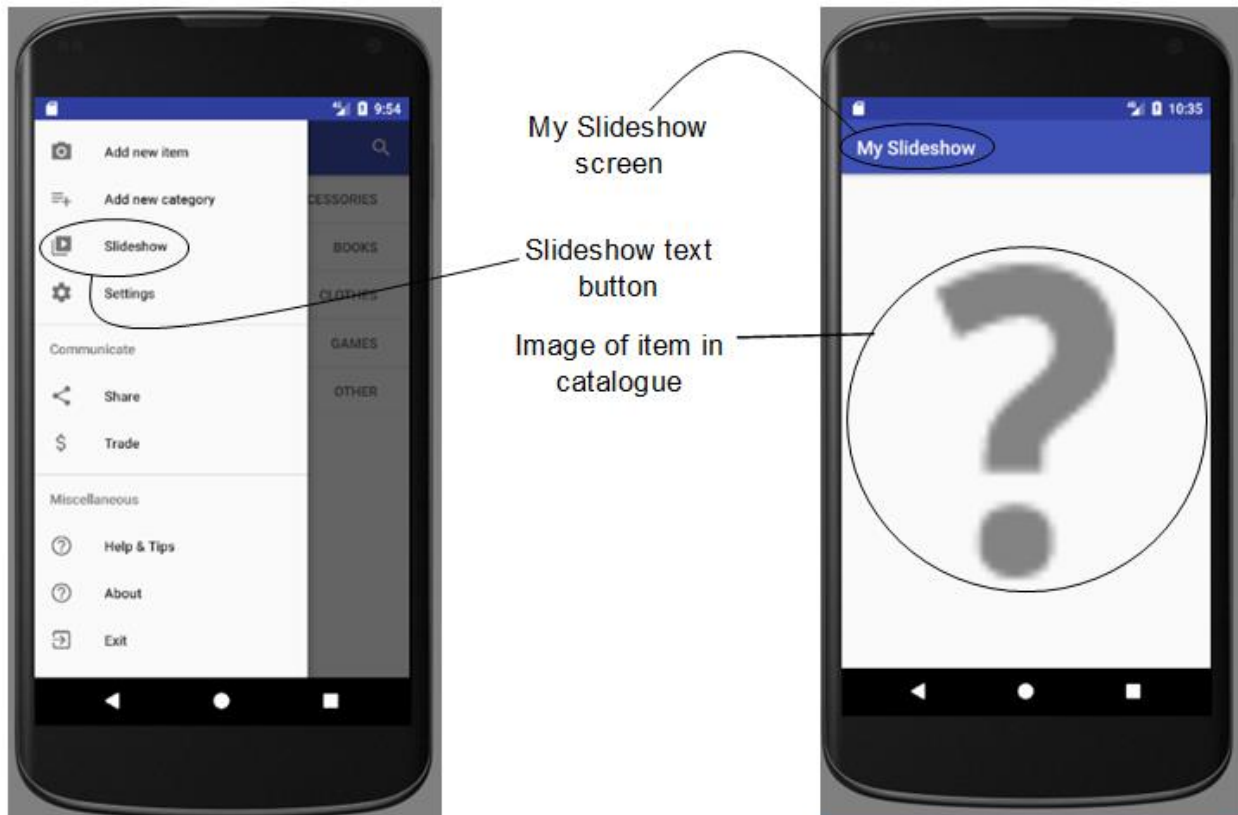 9:54
Add new item
Add new category
CESSORIES
Slideshow
BOOKS
Settings
CLOTHES
Communicate
GAMES
Share
OTHER
Trade
Miscellaneous
Help & Tips
About
Exit
My Slideshow
screen
Slideshow text
button
Image of item in
catalogue
10:35
My Slideshow
?